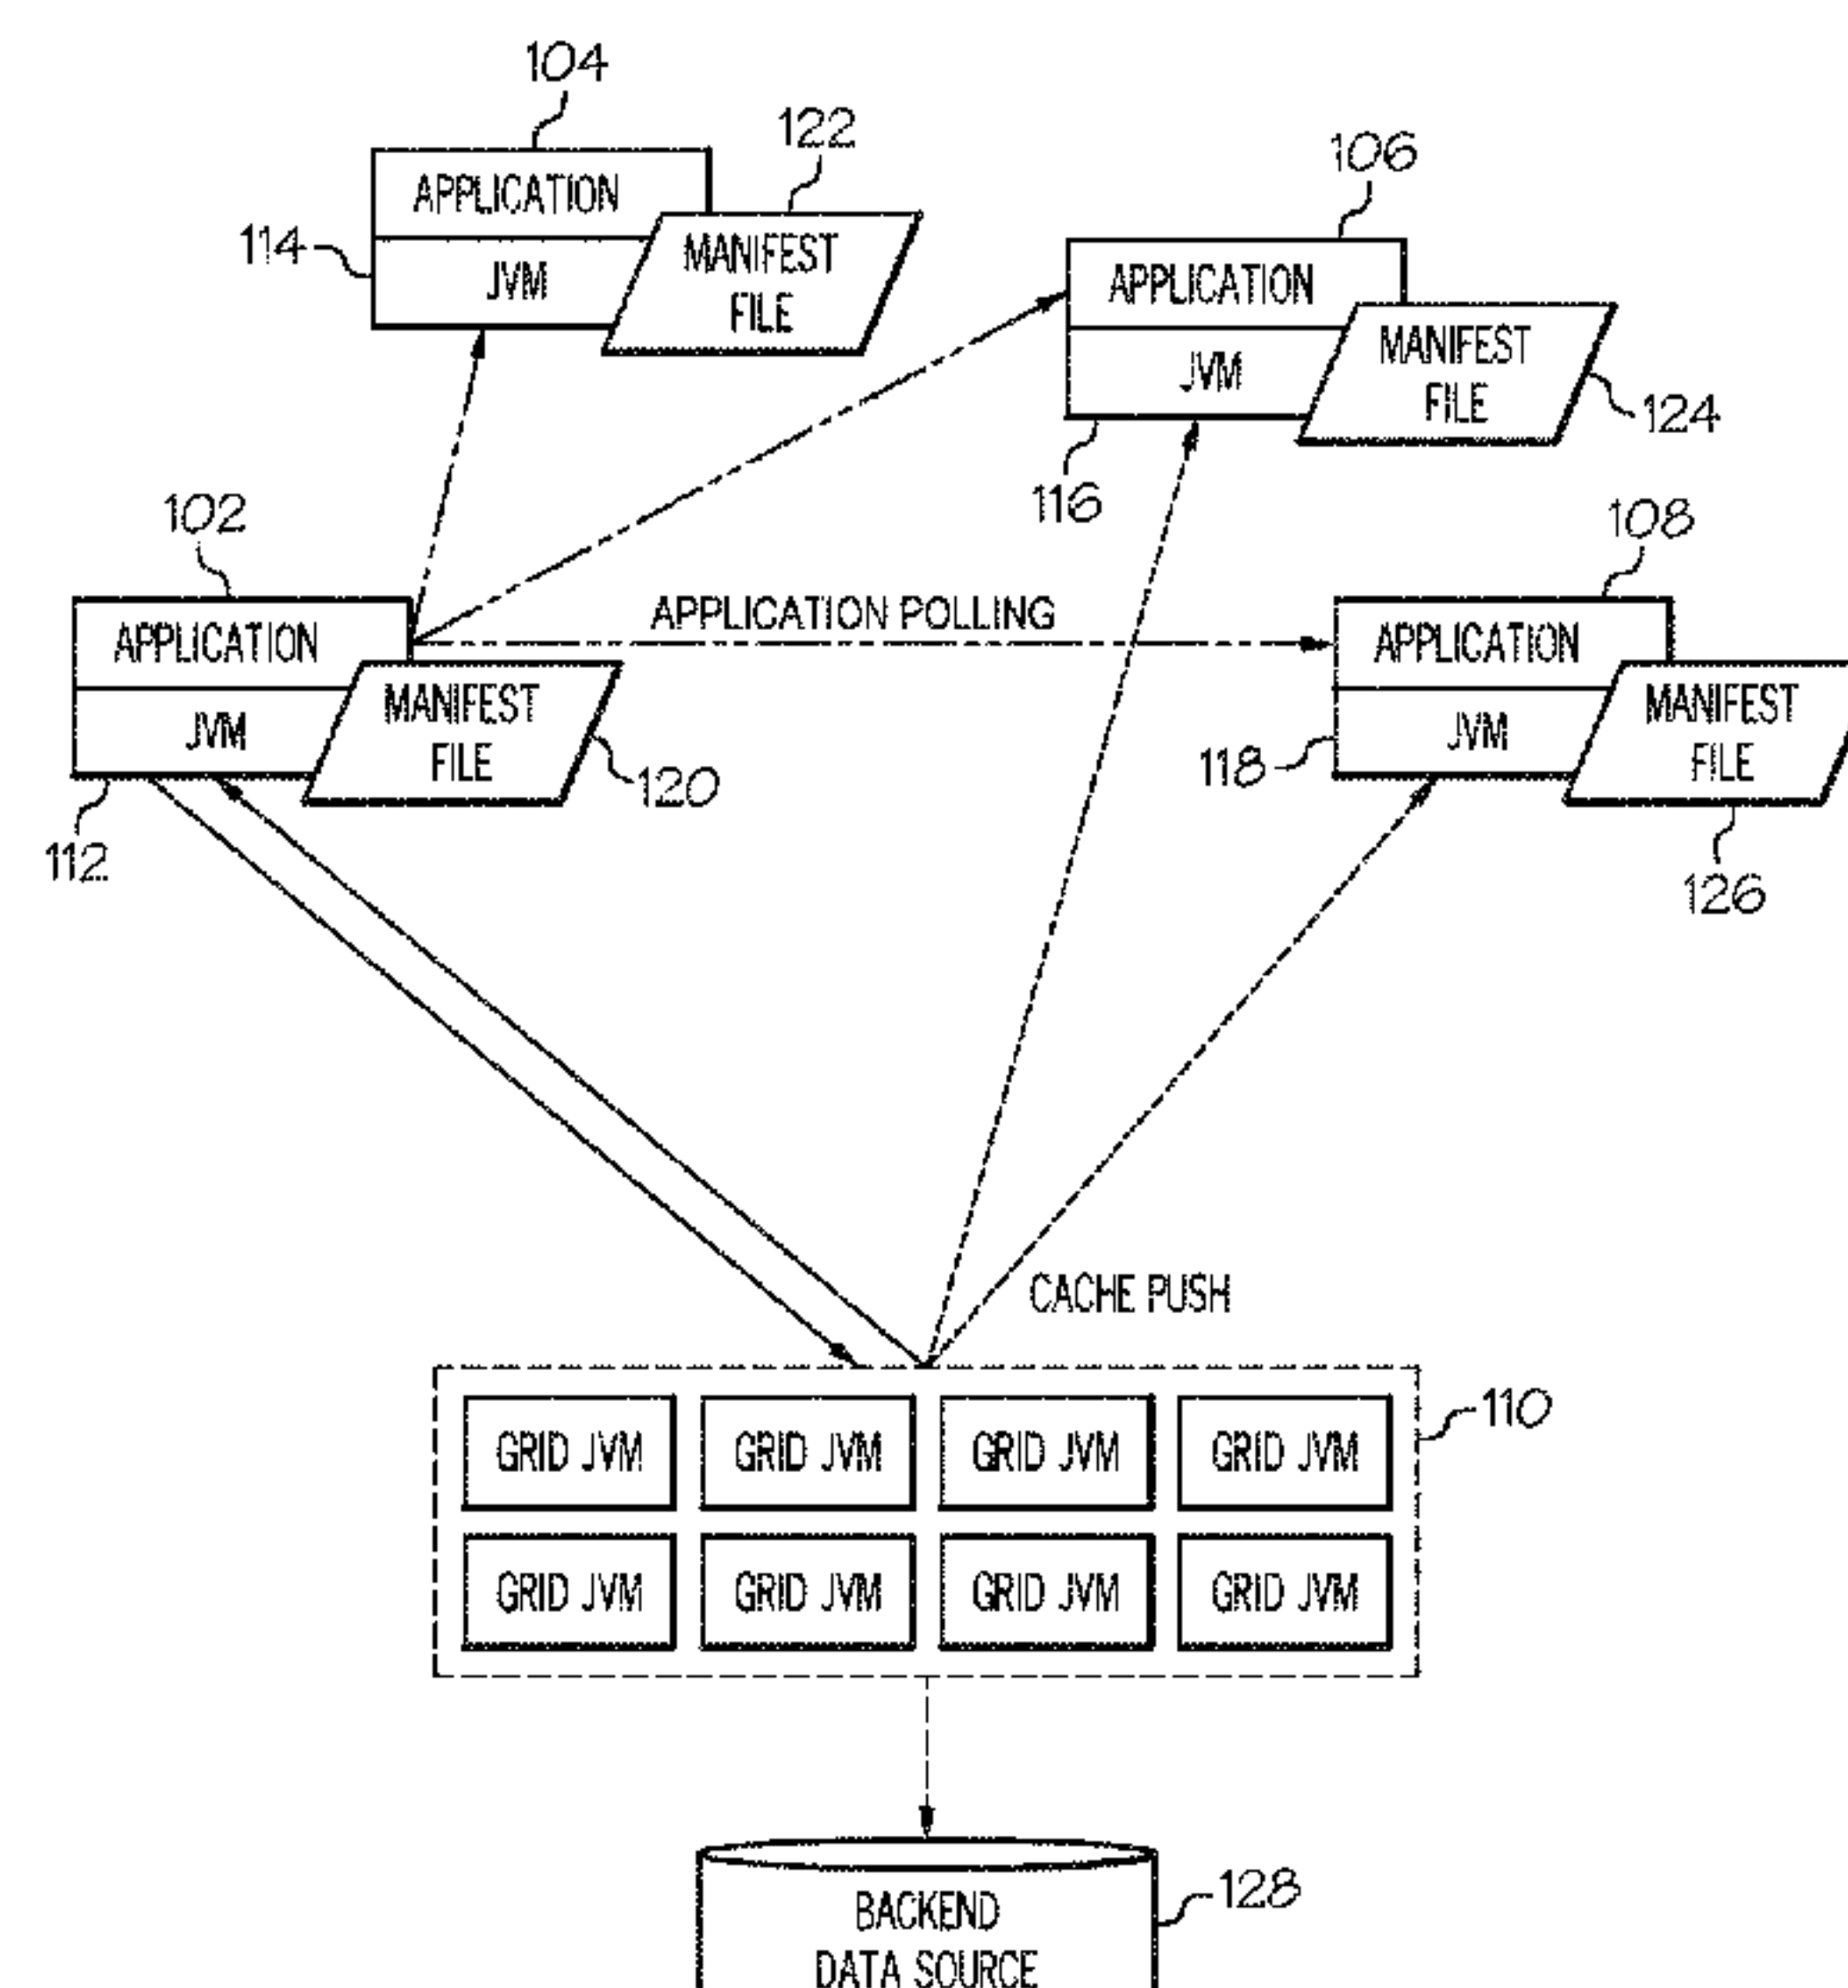 104
122
APPLICATION
114
JVM
MANIFEST
FILE
106
APPLICATION
JVM
MANIFEST
FILE
124
116
102
APPLICATION
JVM
MANIFEST
FILE
120
112
APPLICATION POLLING
108
APPLICATION
118
JVM
MANIFEST
FILE
126
CACHE PUSH
110
GRID JVM GRID JVM GRID JVM GRID JVM
GRID JVM GRID JVM GRID JVM GRID JVM
128
BACKEND
DATA SOURCE